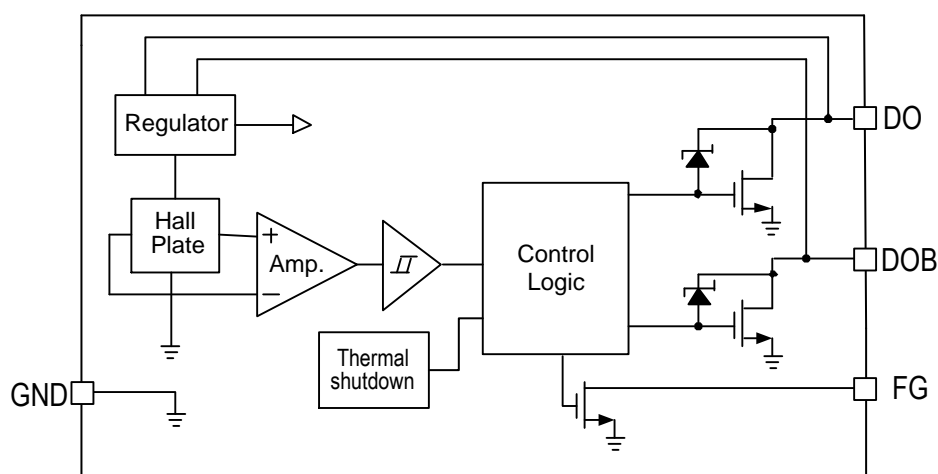 Regulator
DO
Hall
Plate
+
Amp.
−
Control
Logic
DOB
Thermal
shutdown
GND
FG